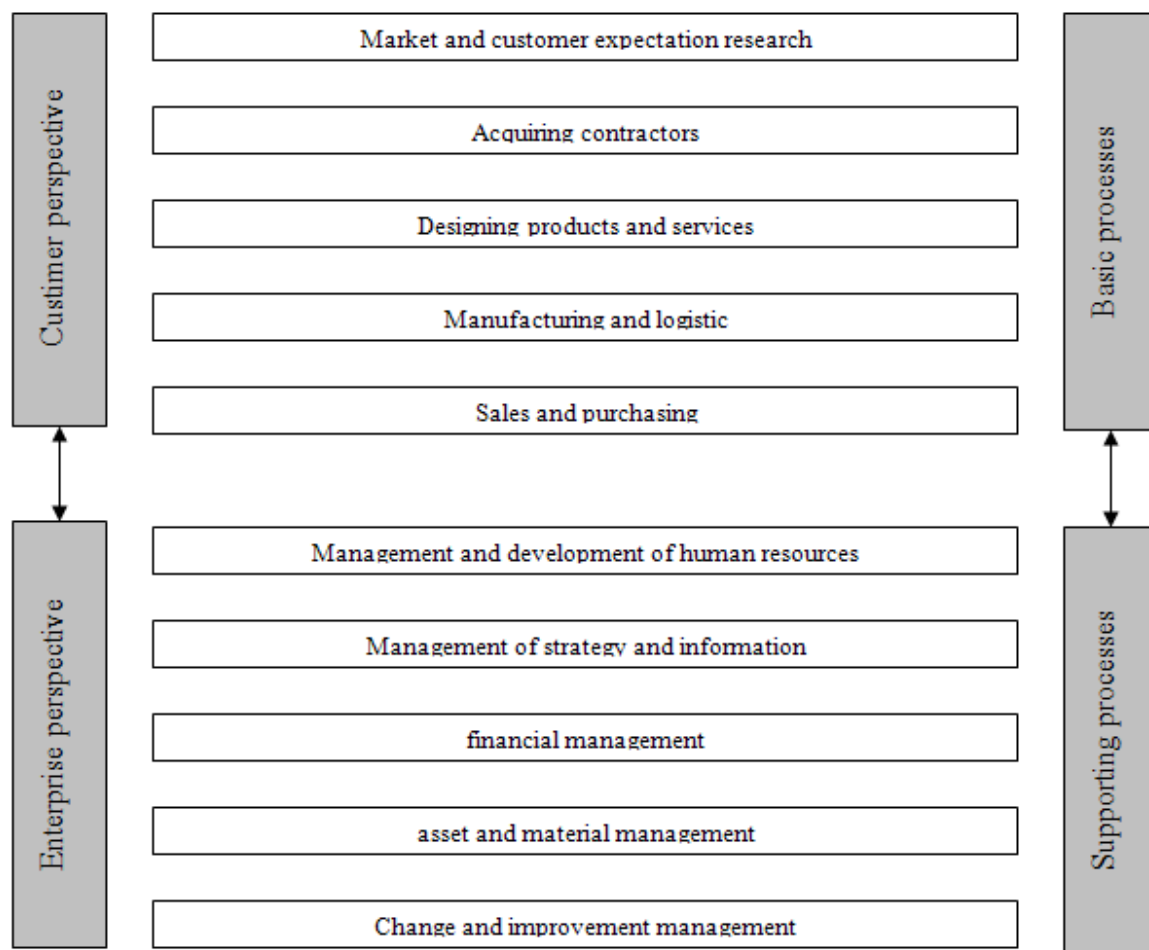 Custimer perspective
Market and customer expectation research
Acquiring contractors
Designing products and services
Manufacturing and logistic
Sales and purchasing
Basic processes
Enterprise perspective
Management and development of human resources
Management of strategy and information
financial management
asset and material management
Change and improvement management
Supporting processes